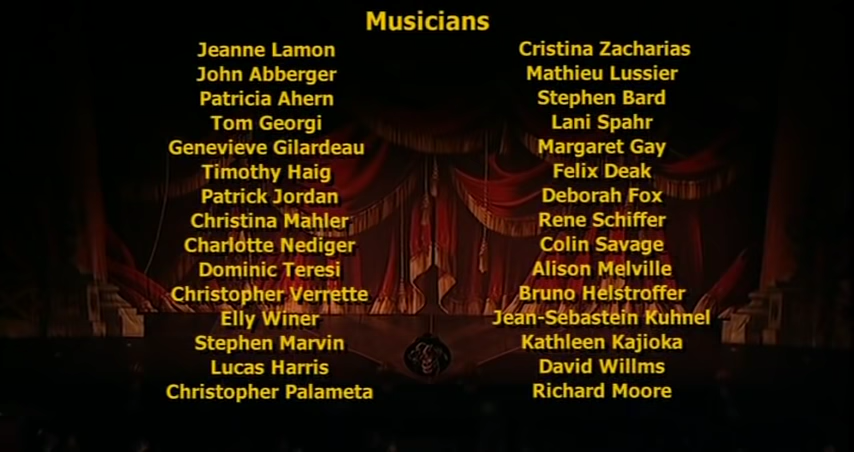 Musicians
Jeanne Lamon
John Abberger
Patricia Ahern
Tom Georgi
Genevieve Gilardeau
Timothy Haig
Patrick Jordan
Christina Mahler
Charlotte Nediger
Dominic Teresi
Christopher Verrette
Elly Winer
Stephen Marvin
Lucas Harris
Christopher Palameta
Cristina Zacharias
Mathieu Lussier
Stephen Bard
Lani Spahr
Margaret Gay
Felix Deak
Deborah Fox
Rene Schiffer
Colin Savage
Alison Melville
Bruno Helstroffer
Jean-Sebastein Kuhnel
Kathleen Kajioka
David Willms
Richard Moore